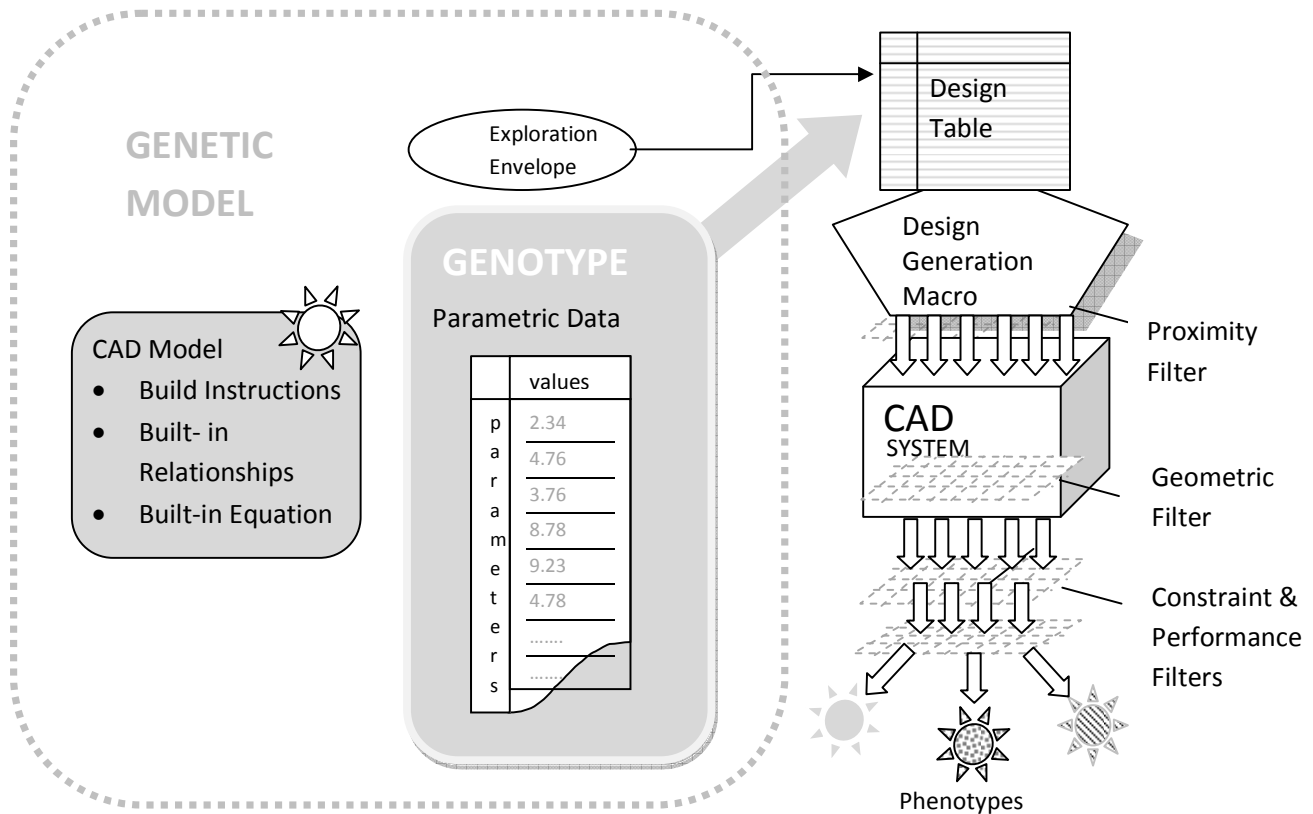 GENETIC
MODEL
CAD Model
• Build Instructions
• Built- in
Relationships
• Built-in Equation
Exploration
Envelope
GENOTYPE
Parametric Data
values
parameters
2.34
4.76
3.76
8.78
9.23
4.78
.......
.......
Design
Table
Design
Generation
Macro
Proximity
Filter
CAD
SYSTEM
Geometric
Filter
Constraint &
Performance
Filters
Phenotypes